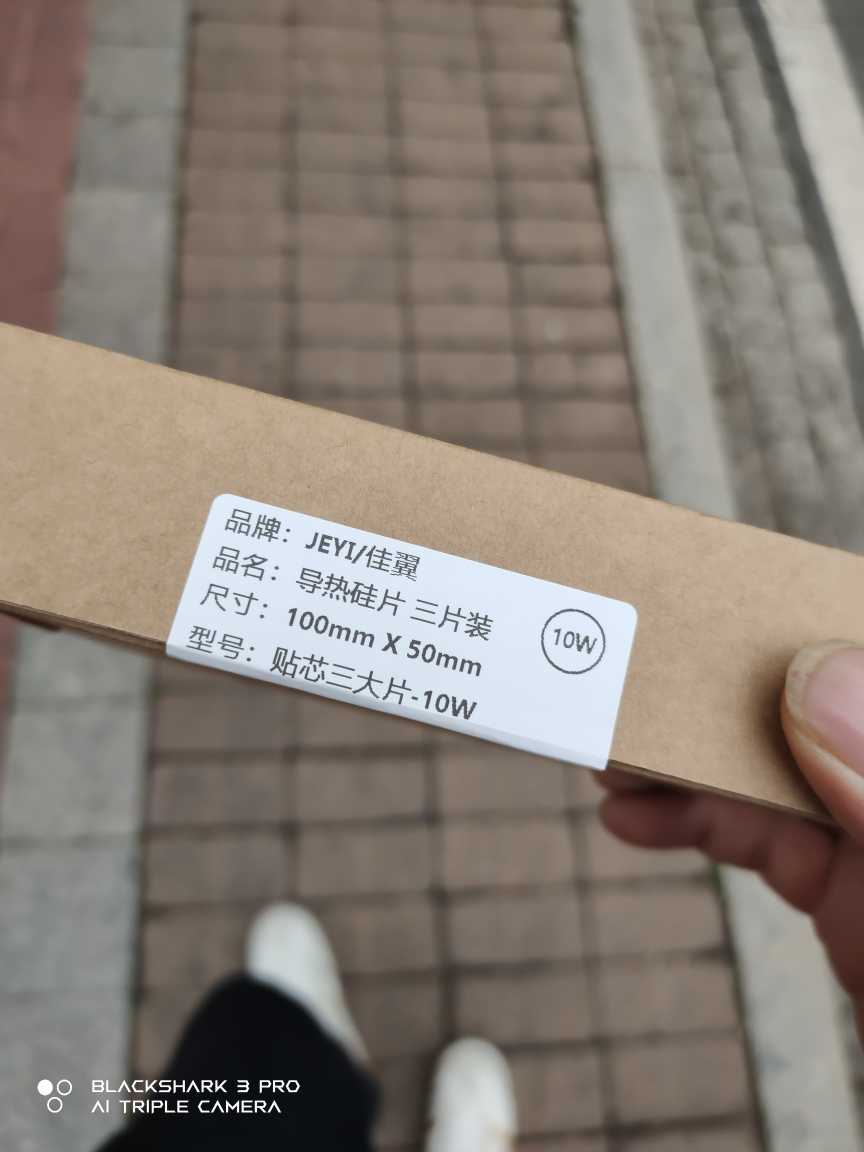 品牌：JEYI/佳翼
品名：导热硅片 三片装
尺寸：100mm X 50mm
型号：贴芯三大片-10W
10W
BLACKSHARK 3 PRO
AI TRIPLE CAMERA